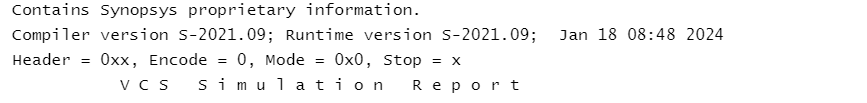 Contains Synopsys proprietary information.
Compiler version S-2021.09; Runtime version S-2021.09;  Jan 18 08:48 2024
Header = 0xx, Encode = 0, Mode = 0x0, Stop = x
V C S   S i m u l a t i o n   R e p o r t